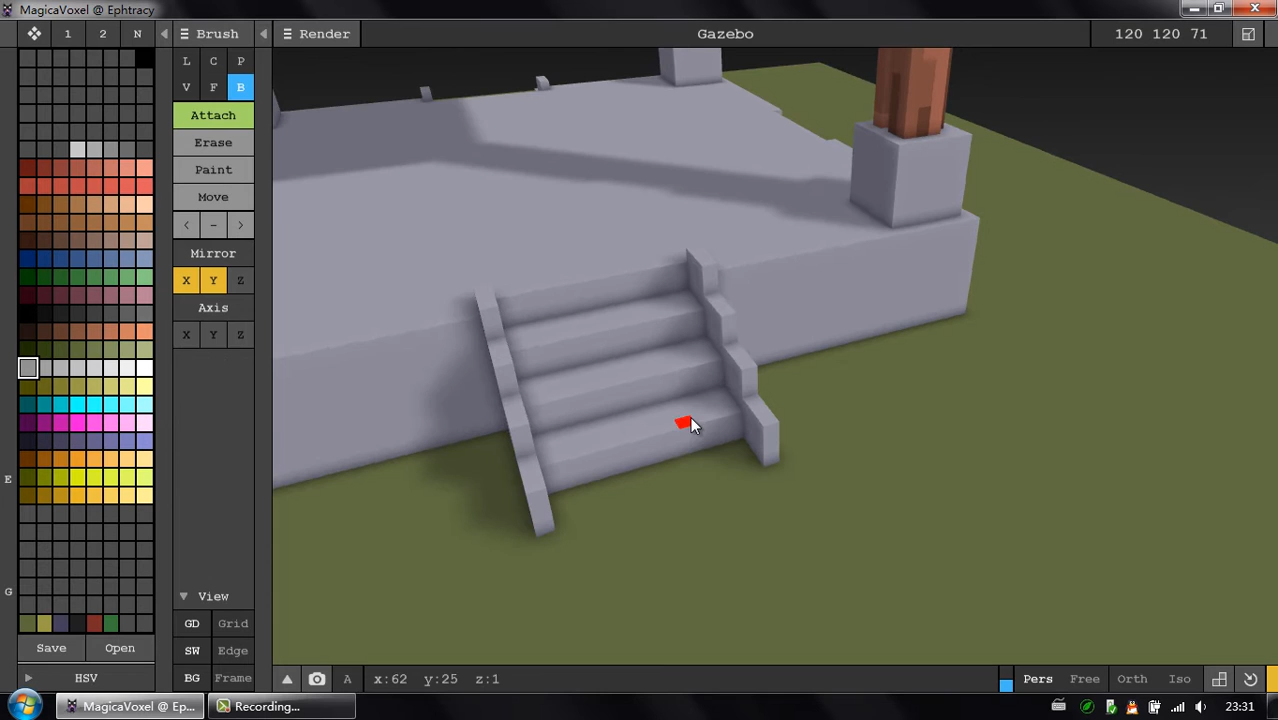 MagicaVoxel @ Ephtracy
1 2 N
Brush
Render
Gazebo
120 120 71
L C P
V F B
Attach
Erase
Paint
Move
< - >
Mirror
X Y Z
Axis
X Y Z
E
G
View
GD Grid
SW Edge
BG Frame
Save Open
HSV
A x:62 y:25 z:1
Pers Free Orth Iso
MagicaVoxel @ Ep...
Recording...
23:31